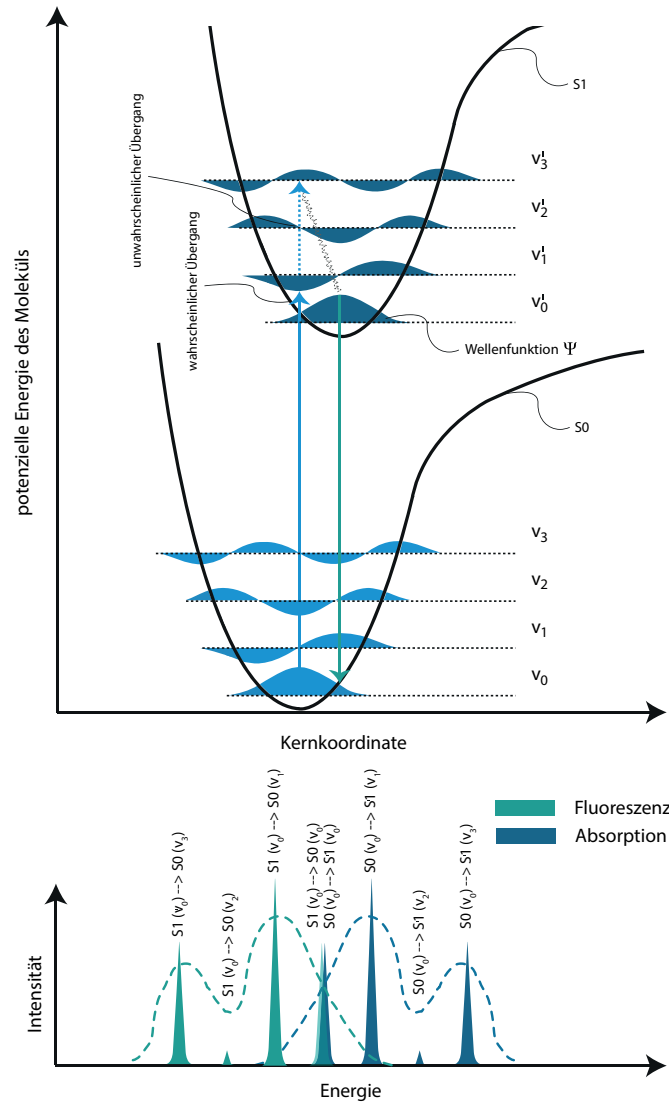 potenzielle Energie des Moleküls
unwahrscheinlicher Übergang
wahrscheinlicher Übergang
S1
v'3
v'2
v'1
v'0
Wellenfunktion Ψ
S0
v3
v2
v1
v0
Kernkoordinate
S1 (v0) --> S0 (v3)
S1 (v0) --> S0 (v2)
S1 (v0) --> S0 (v1)
S1 (v0) --> S0 (v0)
S0 (v0) --> S1 (v0)
S0 (v0) --> S1 (v1)
S0 (v0) --> S1 (v2)
S0 (v0) --> S1 (v3)
Fluoreszenz
Absorption
Intensität
Energie